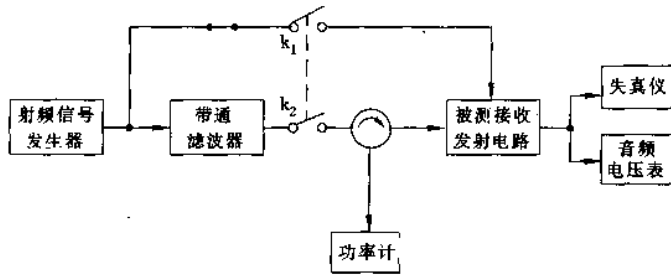 k₁
失真仪
射频信号
发生器
带通
滤波器
k₂
被测接收
发射电路
音频
电压表
功率计